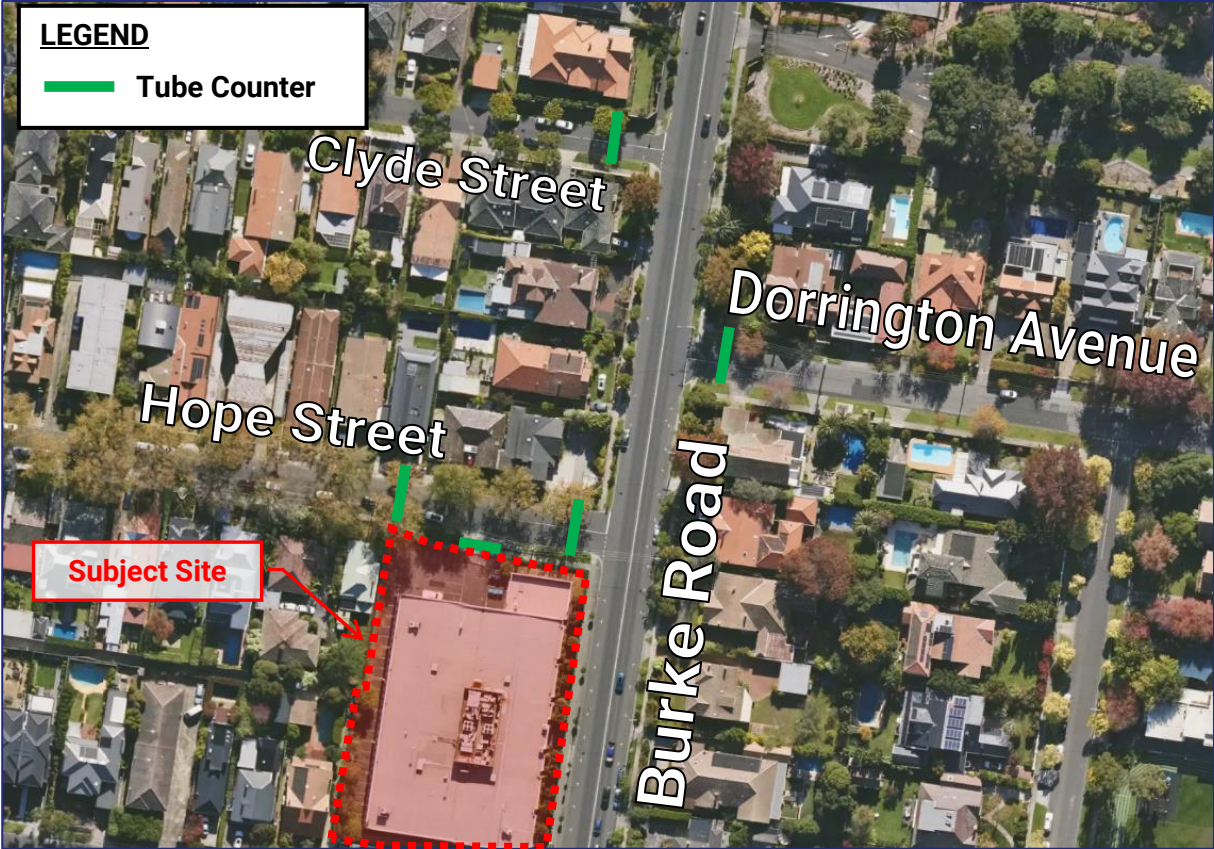 LEGEND
Tube Counter
Clyde Street
Dorrington Avenue
Hope Street
Burke Road
Subject Site